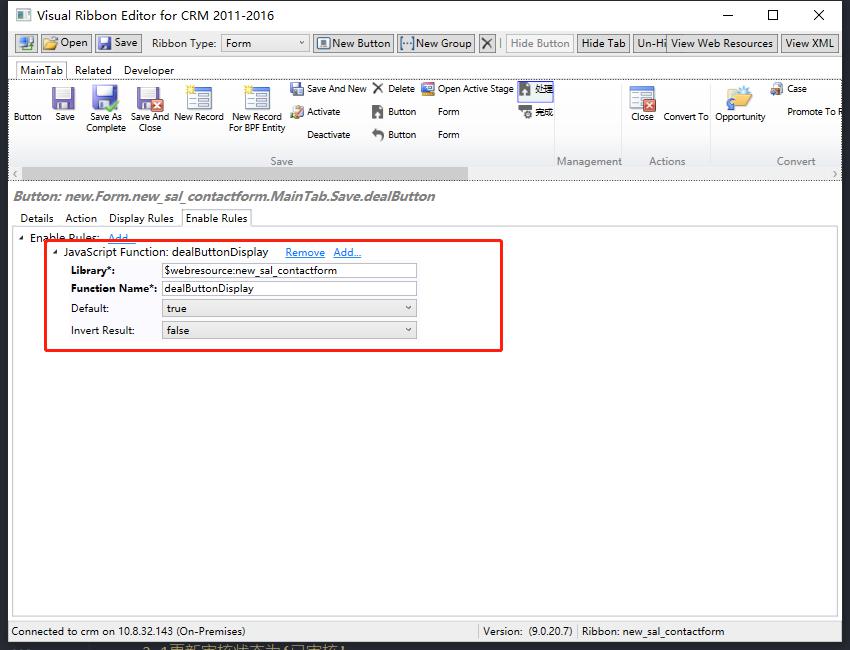 Visual Ribbon Editor for CRM 2011-2016
Open Save Ribbon Type: Form New Button New Group Hide Button Hide Tab Un-Hi View Web Resources View XML
MainTab Related Developer
Button Save Save As Complete Save And Close New Record New Record For BPF Entity
Save And New Delete Open Active Stage 处理
Activate Button Form 完成
Deactivate Button Form
Close Convert To Opportunity Case
Promote To R
Save Management Actions Convert
Button: new.Form.new_sal_contactform.MainTab.Save.dealButton
Details Action Display Rules Enable Rules
Enable Rules: Add...
JavaScript Function: dealButtonDisplay Remove Add...
Library*: $webresource:new_sal_contactform
Function Name*: dealButtonDisplay
Default: true
Invert Result: false
Connected to crm on 10.8.32.143 (On-Premises) Version: (9.0.20.7) Ribbon: new_sal_contactform